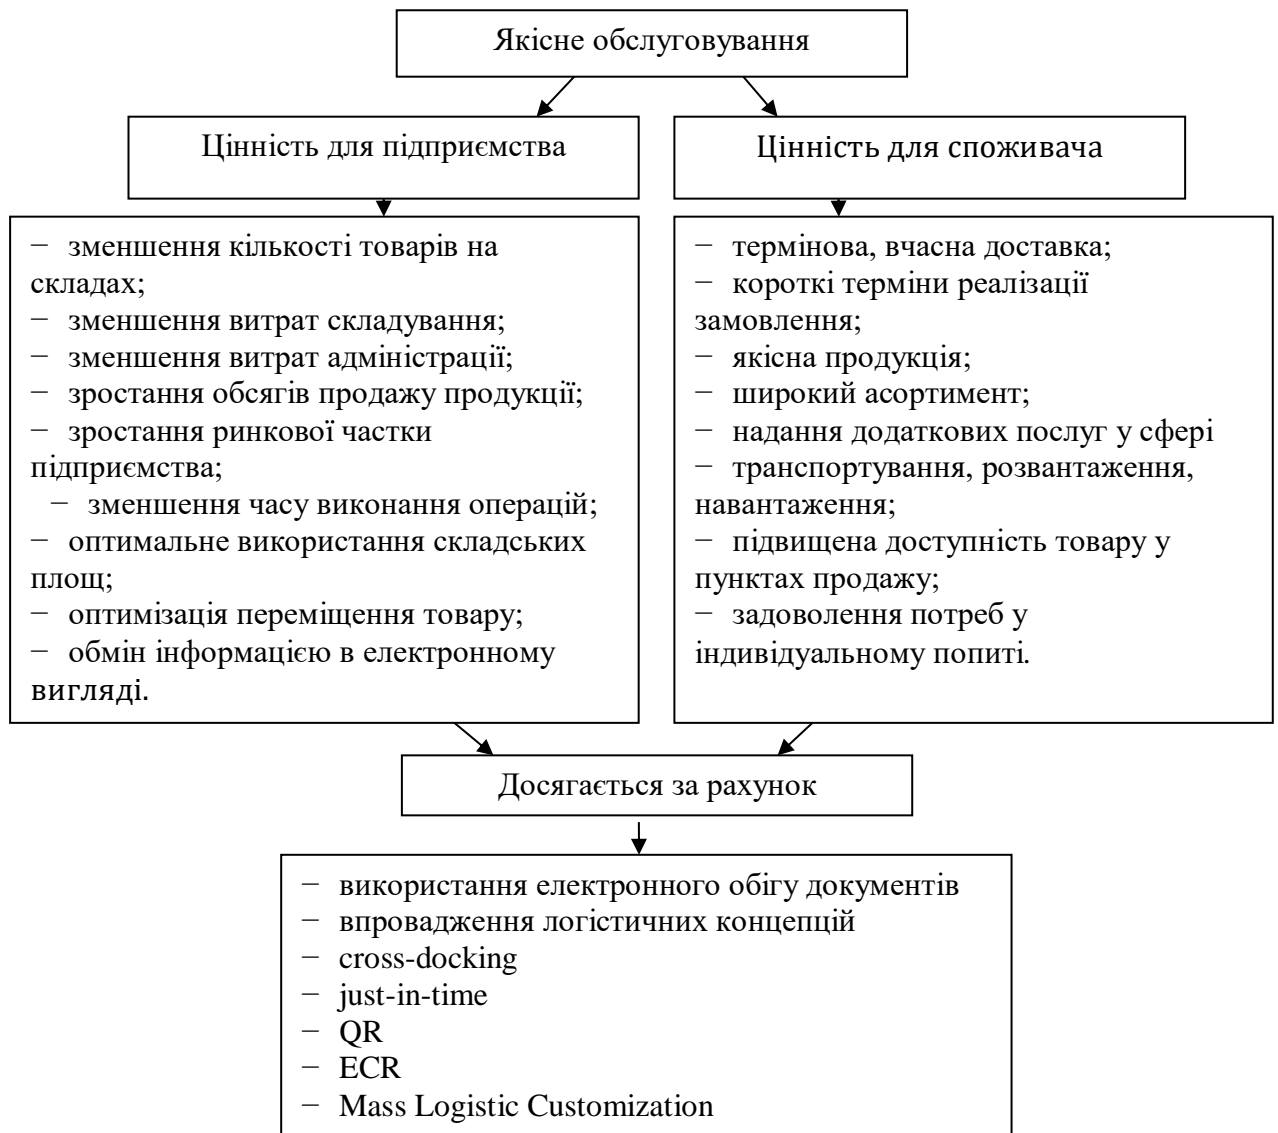 Якісне обслуговування
Цінність для підприємства
Цінність для споживача
− зменшення кількості товарів на
складах;
− зменшення витрат складування;
− зменшення витрат адміністрації;
− зростання обсягів продажу продукції;
− зростання ринкової частки
підприємства;
− зменшення часу виконання операцій;
− оптимальне використання складських
площ;
− оптимізація переміщення товару;
− обмін інформацією в електронному
вигляді.
− термінова, вчасна доставка;
− короткі терміни реалізації
замовлення;
− якісна продукція;
− широкий асортимент;
− надання додаткових послуг у сфері
− транспортування, розвантаження,
навантаження;
− підвищена доступність товару у
пунктах продажу;
− задоволення потреб у
індивідуальному попиті.
Досягається за рахунок
− використання електронного обігу документів
− впровадження логістичних концепцій
− cross-docking
− just-in-time
− QR
− ECR
− Mass Logistic Customization